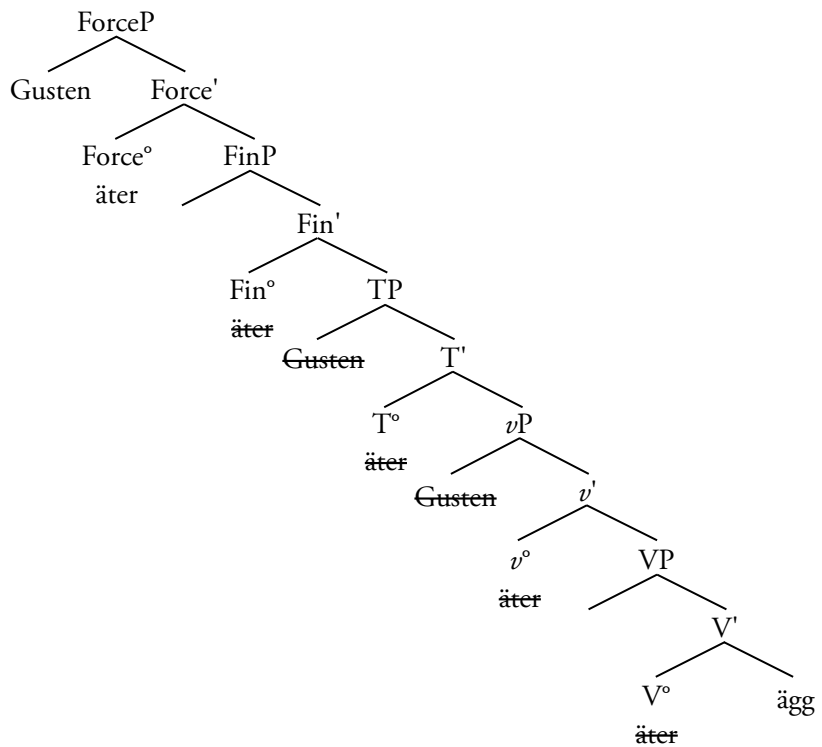 ForceP
Gusten Force'
Force° FinP
äter
Fin'
Fin° TP
äter
Gusten T'
T° vP
äter
Gusten v'
v° VP
äter
V'
V° ägg
äter